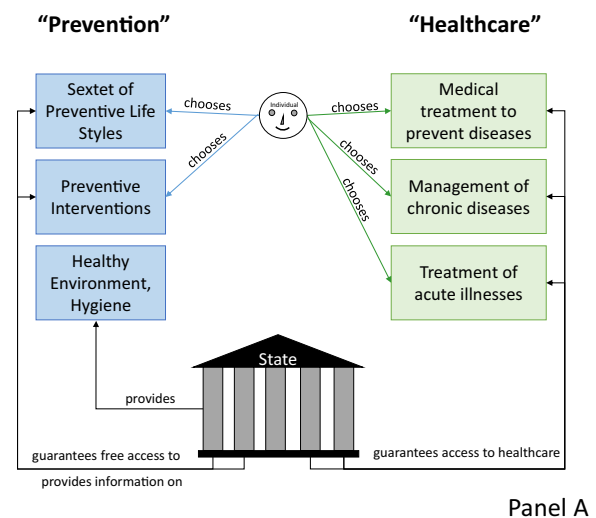 “Prevention”
“Healthcare”
Sextet of
Preventive Life
Styles
chooses
Individual
chooses
Medical
treatment to
prevent diseases
chooses
chooses
Preventive
Interventions
Management of
chronic diseases
chooses
Healthy
Environment,
Hygiene
Treatment of
acute illnesses
State
provides
guarantees free access to
guarantees access to healthcare
provides information on
Panel A